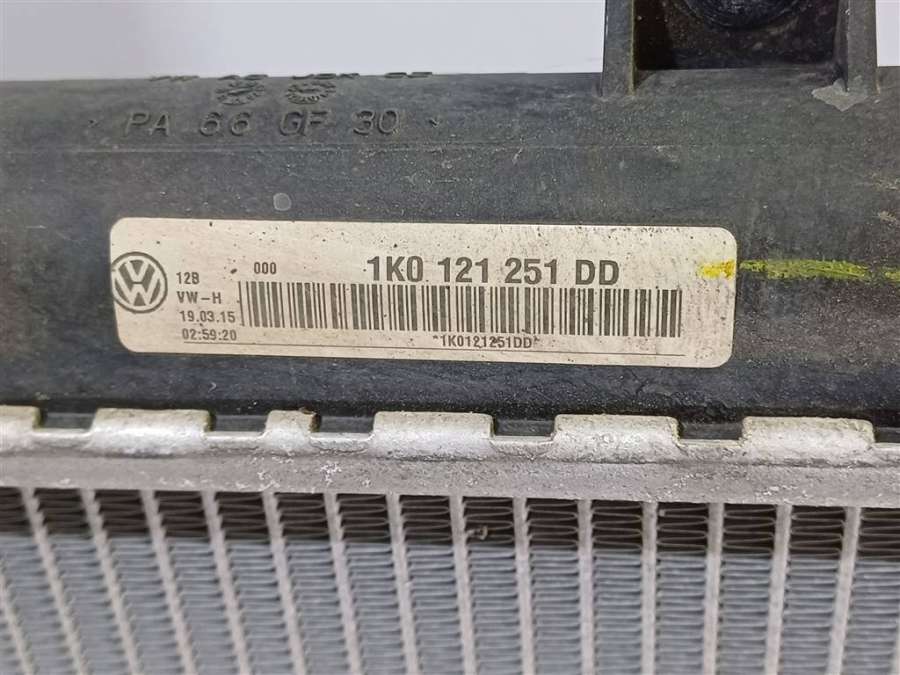 PA 66 GF 30
12B
000
1K0 121 251 DD
VW-H
19.03.15
02:59:20
*1K0121251DD*